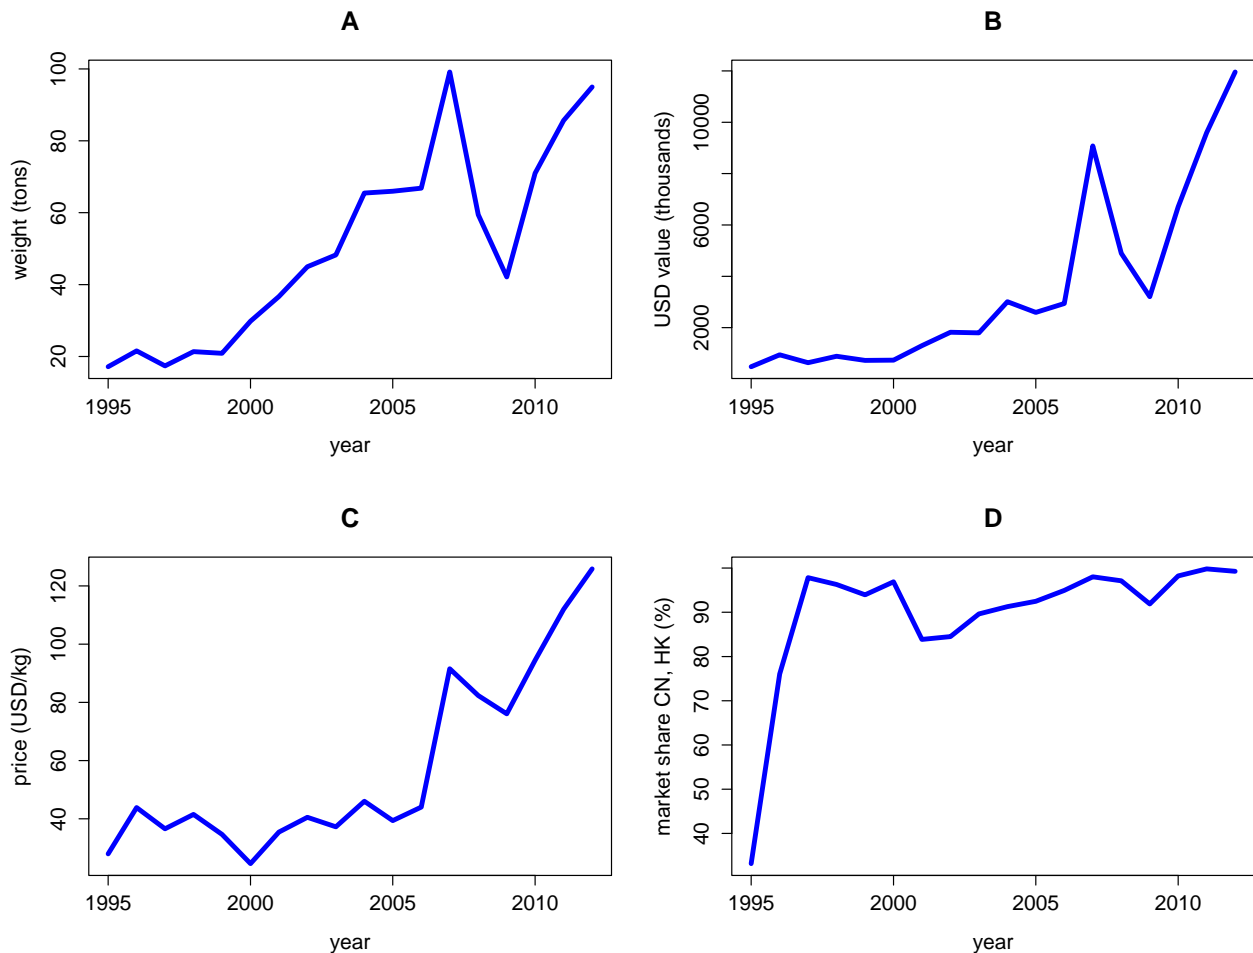 A
weight (tons)
100
80
60
40
20
1995
2000
2005
2010
year
B
USD value (thousands)
10000
6000
2000
1995
2000
2005
2010
year
C
price (USD/kg)
120
100
80
60
40
1995
2000
2005
2010
year
D
market share CN, HK (%)
90
80
70
60
50
40
1995
2000
2005
2010
year